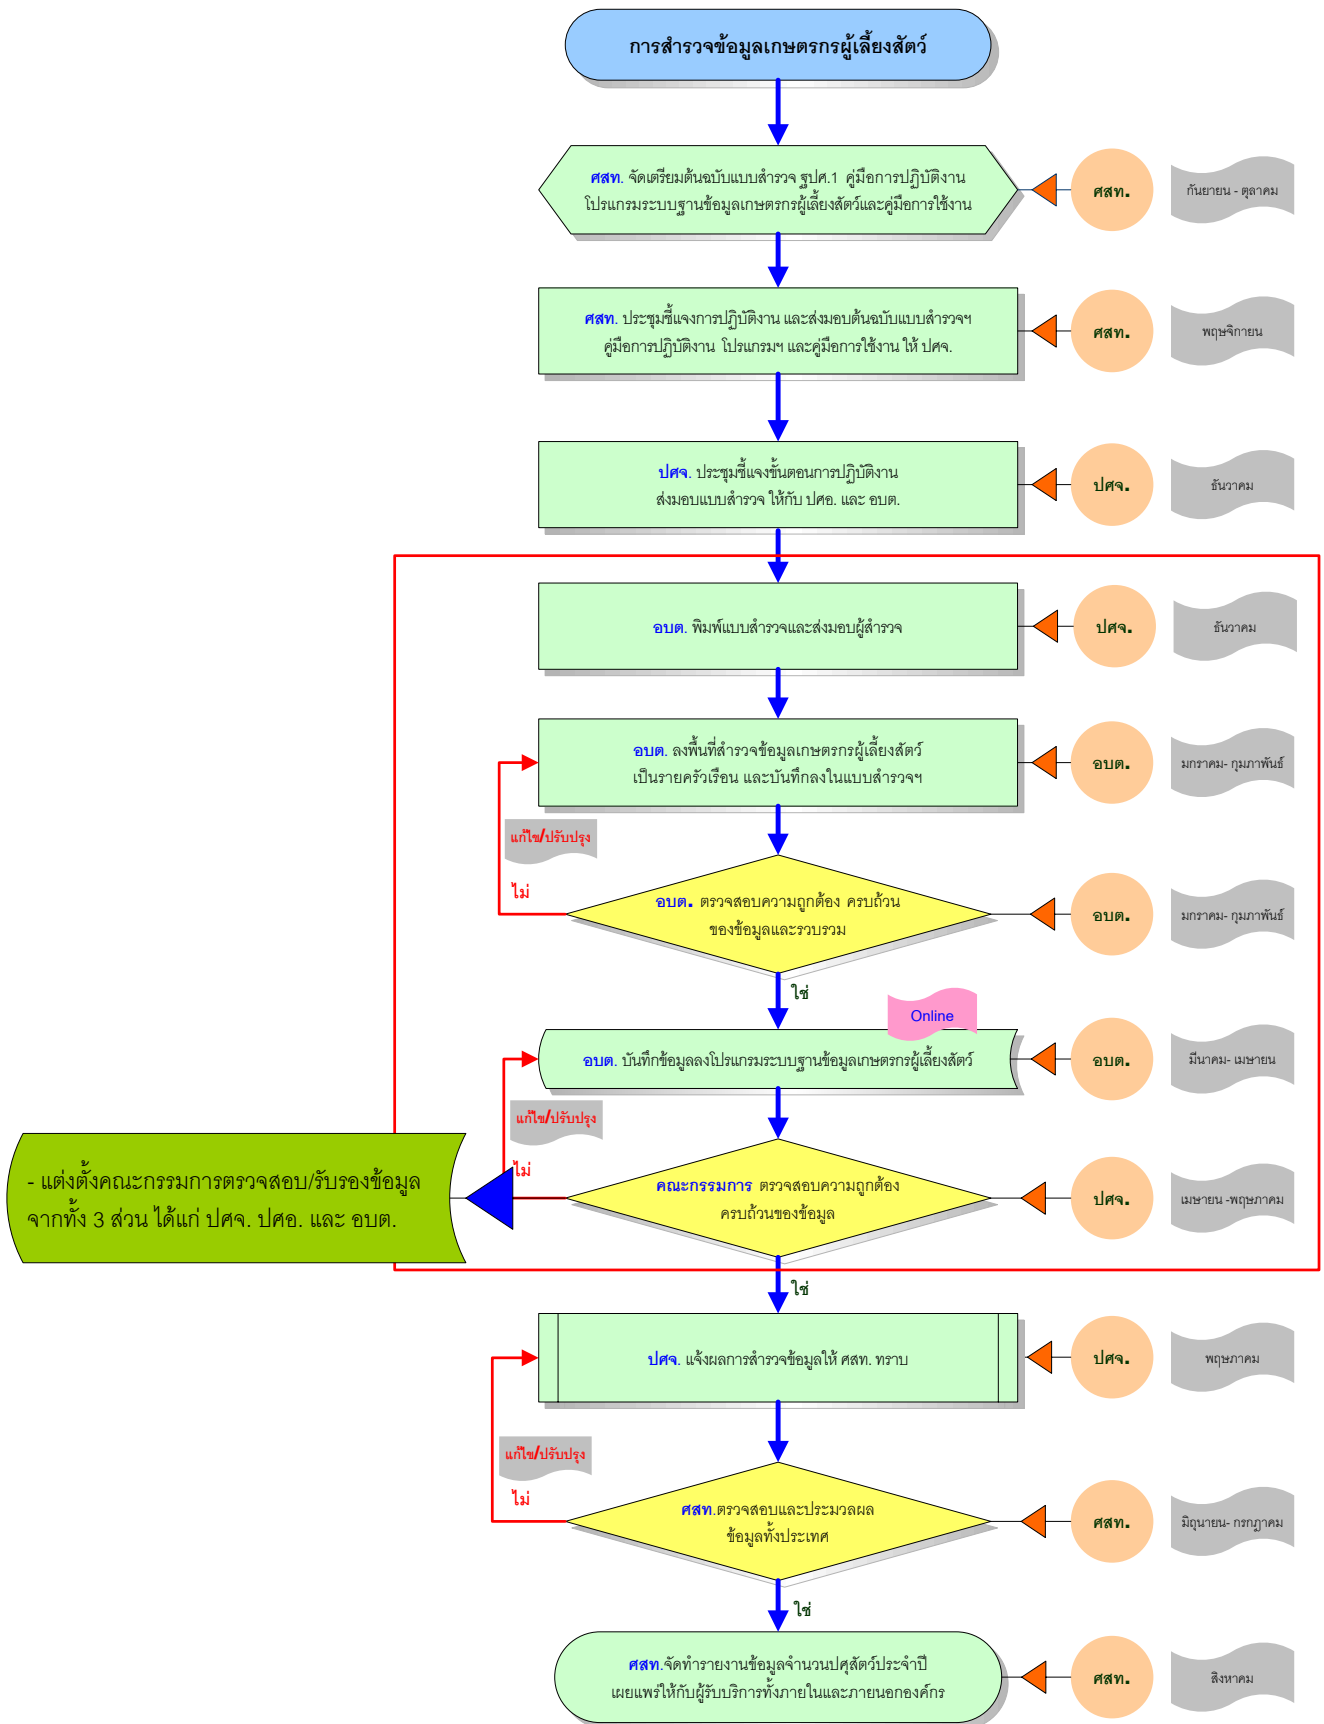 การสำรวจข้อมูลเกษตรกรผู้เลี้ยงสัตว์
ศสท. จัดเตรียมต้นฉบับแบบสำรวจ ฐปศ.1 คู่มือการปฏิบัติงาน
โปรแกรมระบบฐานข้อมูลเกษตรกรผู้เลี้ยงสัตว์และคู่มือการใช้งาน
ศสท.
กันยายน - ตุลาคม
ศสท. ประชุมชี้แจงการปฏิบัติงาน และส่งมอบต้นฉบับแบบสำรวจฯ
คู่มือการปฏิบัติงาน โปรแกรมฯ และคู่มือการใช้งาน ให้ ปศจ.
ศสท.
พฤษจิกายน
ปศจ. ประชุมชี้แจงขั้นตอนการปฏิบัติงาน
ส่งมอบแบบสำรวจ ให้กับ ปศอ. และ อบต.
ปศจ.
ธันวาคม
อบต. พิมพ์แบบสำรวจและส่งมอบผู้สำรวจ
ปศจ.
ธันวาคม
อบต. ลงพื้นที่สำรวจข้อมูลเกษตรกรผู้เลี้ยงสัตว์
เป็นรายครัวเรือน และบันทึกลงในแบบสำรวจฯ
อบต.
มกราคม- กุมภาพันธ์
แก้ไข/ปรับปรุง
ไม่
อบต. ตรวจสอบความถูกต้อง ครบถ้วน
ของข้อมูลและรวบรวม
อบต.
มกราคม- กุมภาพันธ์
ใช่
Online
อบต. บันทึกข้อมูลลงโปรแกรมระบบฐานข้อมูลเกษตรกรผู้เลี้ยงสัตว์
อบต.
มีนาคม- เมษายน
แก้ไข/ปรับปรุง
ไม่
- แต่งตั้งคณะกรรมการตรวจสอบ/รับรองข้อมูล
จากทั้ง 3 ส่วน ได้แก่ ปศจ. ปศอ. และ อบต.
คณะกรรมการ ตรวจสอบความถูกต้อง
ครบถ้วนของข้อมูล
ปศจ.
เมษายน -พฤษภาคม
ใช่
ปศจ. แจ้งผลการสำรวจข้อมูลให้ ศสท. ทราบ
ปศจ.
พฤษภาคม
แก้ไข/ปรับปรุง
ไม่
ศสท.ตรวจสอบและประมวลผล
ข้อมูลทั้งประเทศ
ศสท.
มิถุนายน- กรกฎาคม
ใช่
ศสท.จัดทำรายงานข้อมูลจำนวนปศุสัตว์ประจำปี
เผยแพร่ให้กับผู้รับบริการทั้งภายในและภายนอกองค์กร
ศสท.
สิงหาคม